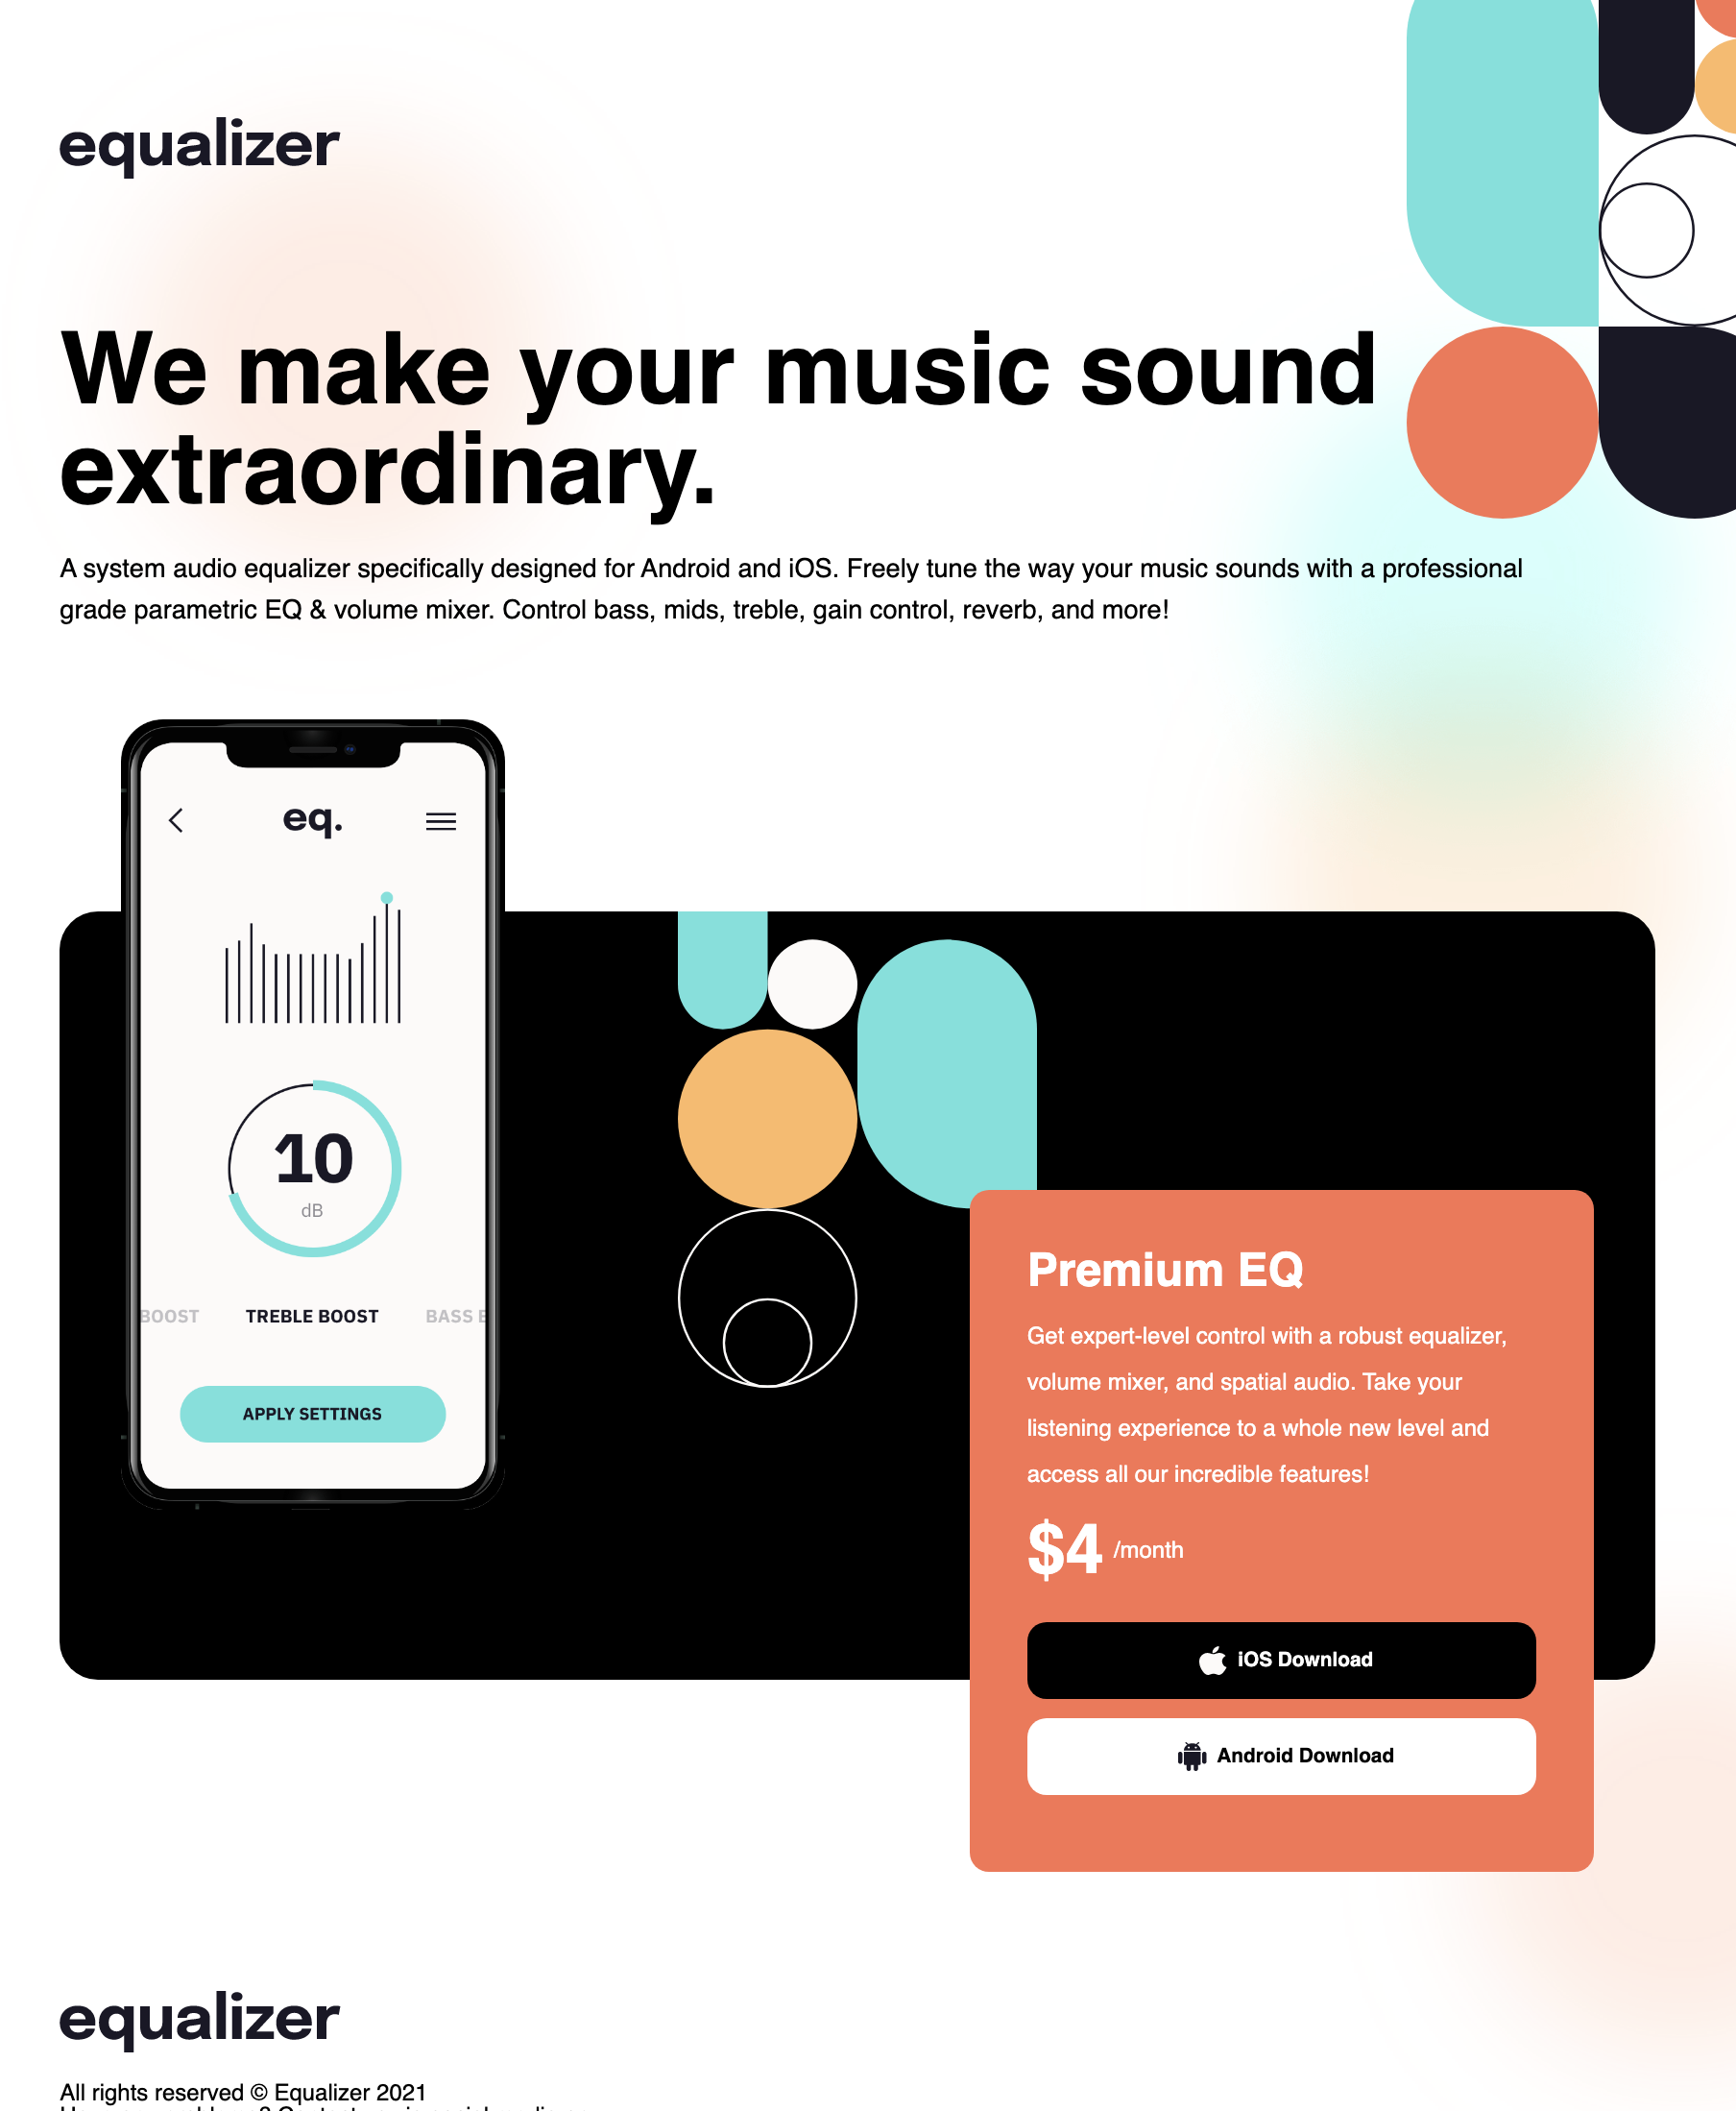 equalizer
We make your music sound
extraordinary.
A system audio equalizer specifically designed for Android and iOS. Freely tune the way your music sounds with a professional
grade parametric EQ & volume mixer. Control bass, mids, treble, gain control, reverb, and more!
eq.
10
dB
BOOST TREBLE BOOST BASS
APPLY SETTINGS
Premium EQ
Get expert-level control with a robust equalizer,
volume mixer, and spatial audio. Take your
listening experience to a whole new level and
access all our incredible features!
$4 /month
iOS Download
Android Download
equalizer
All rights reserved © Equalizer 2021